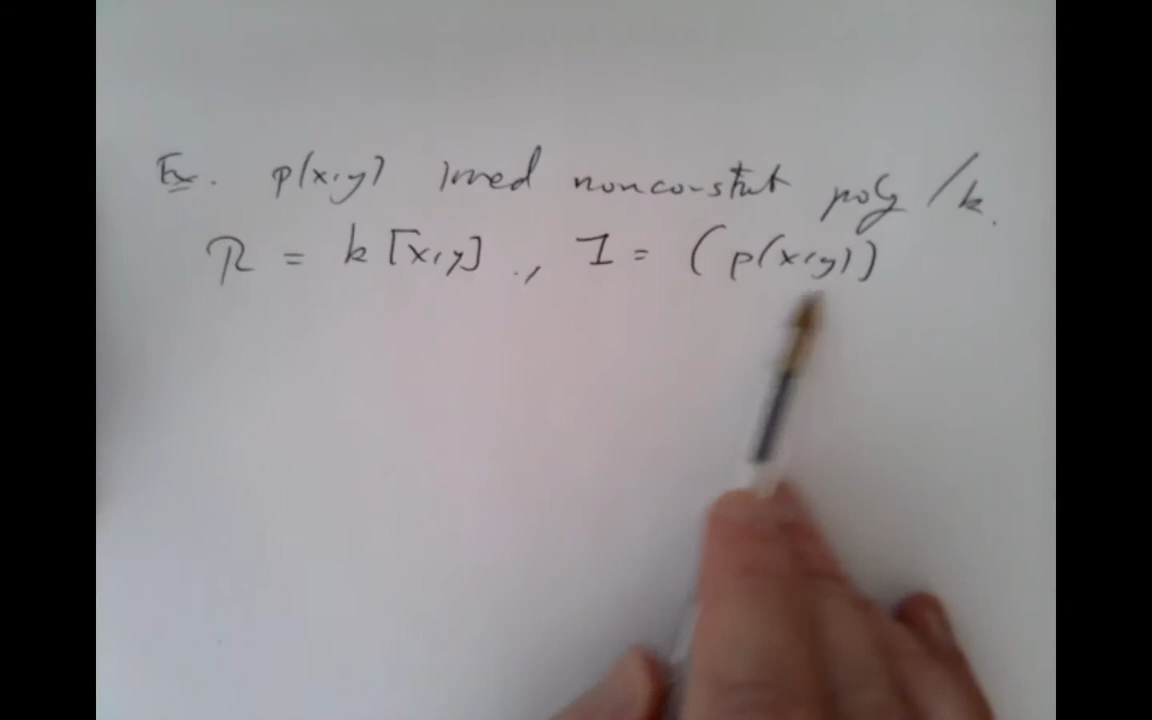 Ex. p(x,y) irred nonconstant poly /k.
R = k[x,y], I = (p(x,y))